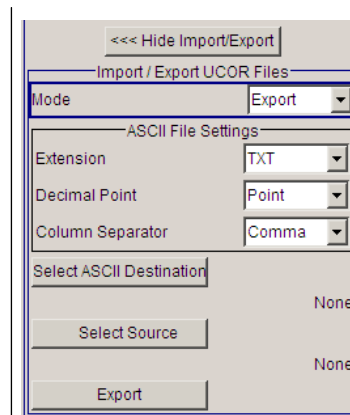 <<< Hide Import/Export
Import / Export UCOR Files
Mode Export
ASCII File Settings
Extension TXT
Decimal Point Point
Column Separator Comma
Select ASCII Destination
None
Select Source
None
Export